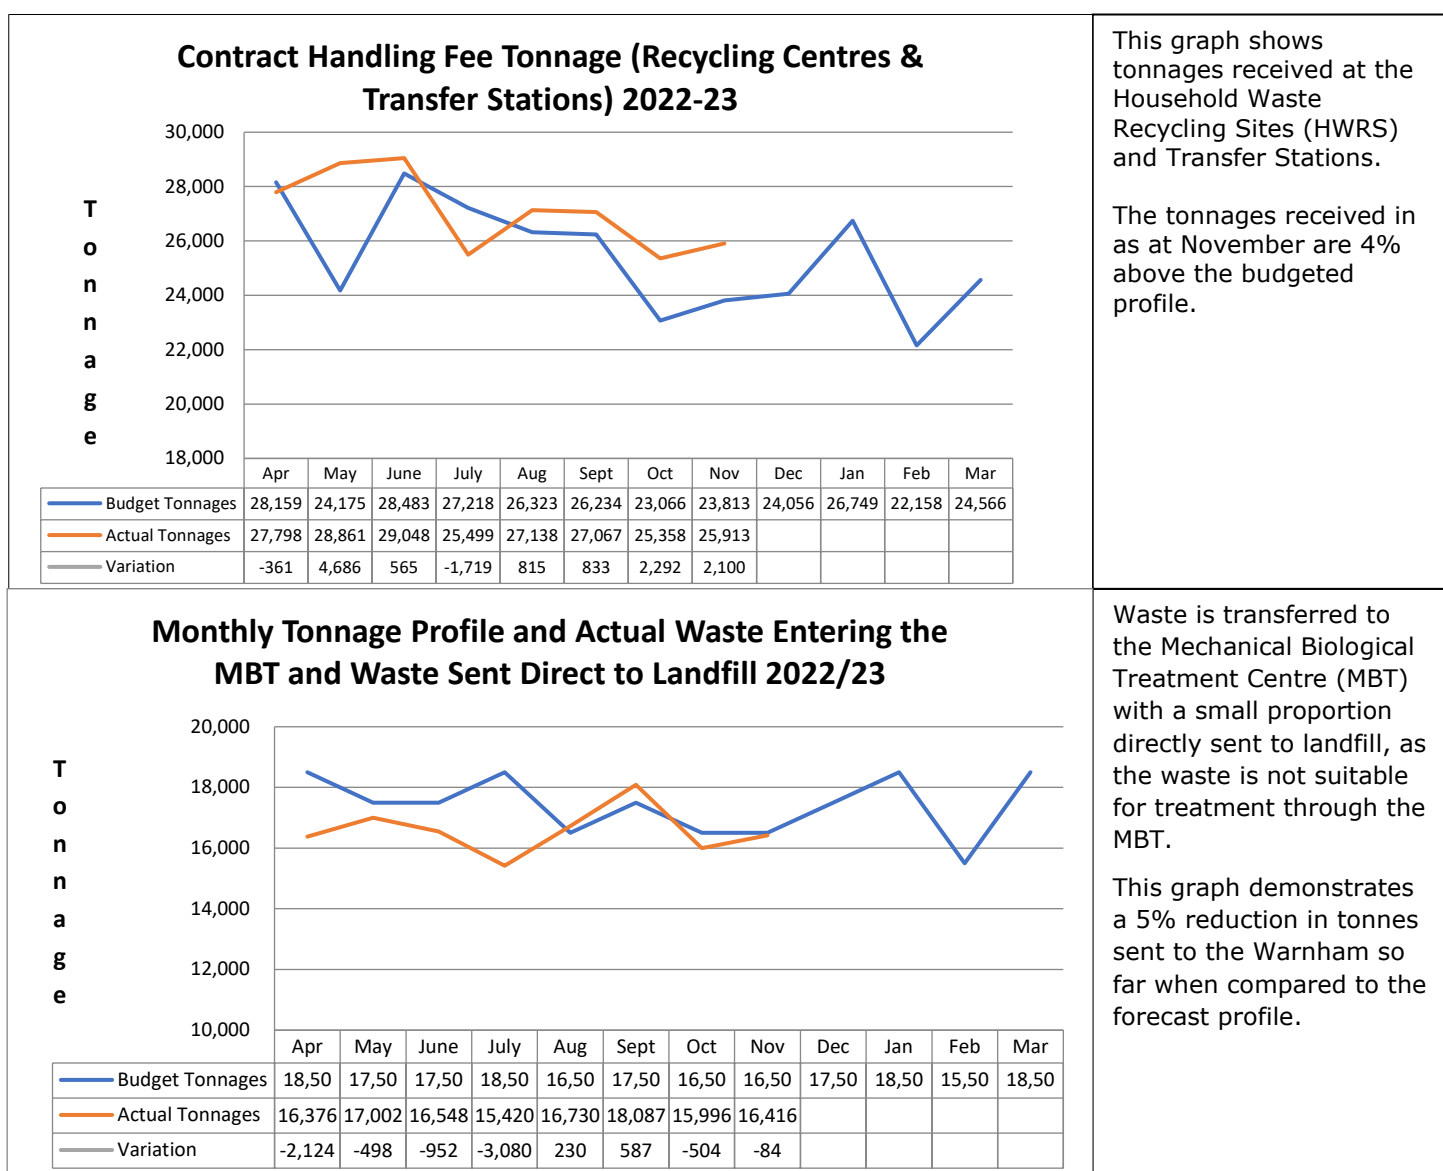 Contract Handling Fee Tonnage (Recycling Centres &
Transfer Stations) 2022-23
30,000
28,000
26,000
24,000
22,000
20,000
18,000
T
o
n
n
a
g
e
Apr May June July Aug Sept Oct Nov Dec Jan Feb Mar
Budget Tonnages 28,159 24,175 28,483 27,218 26,323 26,234 23,066 23,813 24,056 26,749 22,158 24,566
Actual Tonnages 27,798 28,861 29,048 25,499 27,138 27,067 25,358 25,913
Variation -361 4,686 565 -1,719 815 833 2,292 2,100
This graph shows
tonnages received at the
Household Waste
Recycling Sites (HWRS)
and Transfer Stations.
The tonnages received in
as at November are 4%
above the budgeted
profile.
Monthly Tonnage Profile and Actual Waste Entering the
MBT and Waste Sent Direct to Landfill 2022/23
20,000
18,000
16,000
14,000
12,000
10,000
T
o
n
n
a
g
e
Apr May June July Aug Sept Oct Nov Dec Jan Feb Mar
Budget Tonnages 18,50 17,50 17,50 18,50 16,50 17,50 16,50 16,50 17,50 18,50 15,50 18,50
Actual Tonnages 16,376 17,002 16,548 15,420 16,730 18,087 15,996 16,416
Variation -2,124 -498 -952 -3,080 230 587 -504 -84
Waste is transferred to
the Mechanical Biological
Treatment Centre (MBT)
with a small proportion
directly sent to landfill, as
the waste is not suitable
for treatment through the
MBT.
This graph demonstrates
a 5% reduction in tonnes
sent to the Warnham so
far when compared to the
forecast profile.